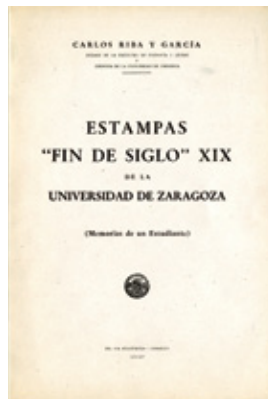 CARLOS RIBA Y GARCÍA
ESTAMPAS
"FIN DE SIGLO" XIX
DE LA
UNIVERSIDAD DE ZARAGOZA
(Memorias de un Estudiante)